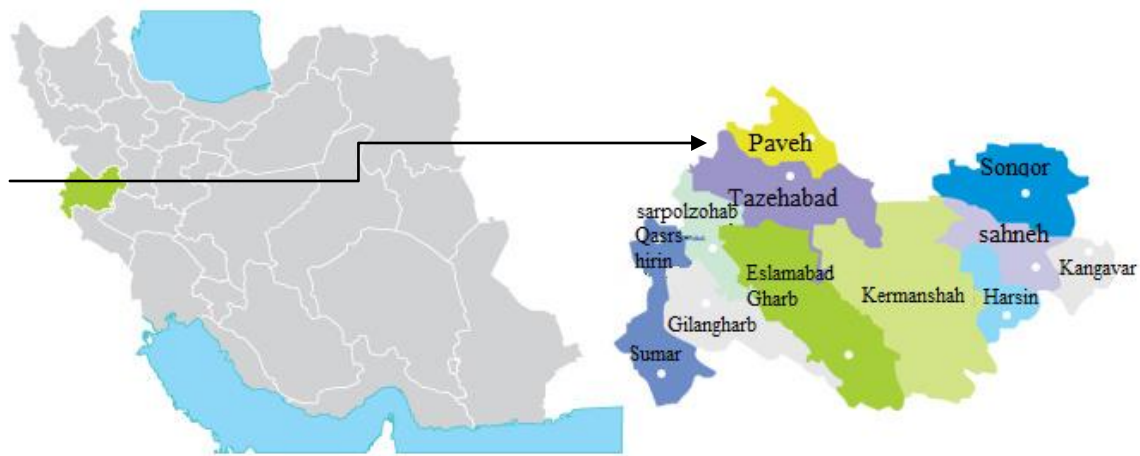 Paveh
Songor
Tazehabad
sarpolzohab
sahneh
Qasrs-
hirin
Kangavar
Eslamabad
Gharb
Kermanshah
Harsin
Gilangharb
Sumar